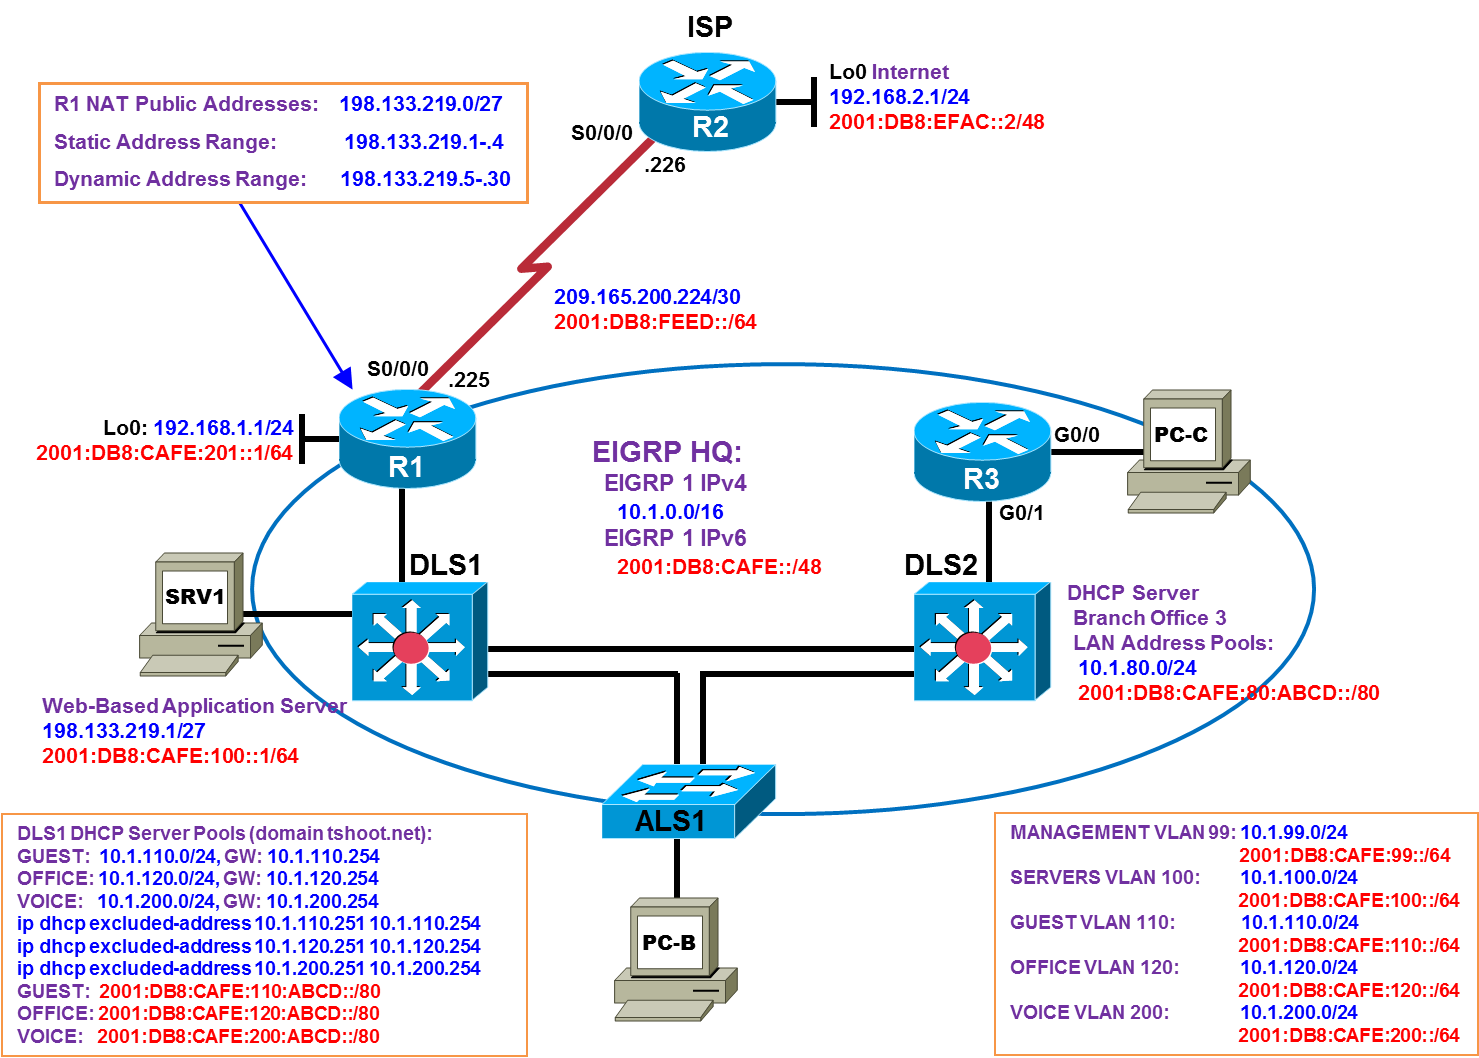 ISP
Lo0 Internet
192.168.2.1/24
2001:DB8:EFAC::2/48
R2
S0/0/0
.226
R1 NAT Public Addresses: 198.133.219.0/27
Static Address Range: 198.133.219.1-.4
Dynamic Address Range: 198.133.219.5-.30
209.165.200.224/30
2001:DB8:FEED::/64
S0/0/0
.225
Lo0: 192.168.1.1/24
2001:DB8:CAFE:201::1/64
R1
EIGRP HQ:
EIGRP 1 IPv4
10.1.0.0/16
EIGRP 1 IPv6
2001:DB8:CAFE::/48
R3
G0/0
PC-C
G0/1
DLS1
DLS2
SRV1
Web-Based Application Server
198.133.219.1/27
2001:DB8:CAFE:100::1/64
DHCP Server
Branch Office 3
LAN Address Pools:
10.1.80.0/24
2001:DB8:CAFE:80:ABCD::/80
ALS1
PC-B
DLS1 DHCP Server Pools (domain tshoot.net):
GUEST: 10.1.110.0/24, GW: 10.1.110.254
OFFICE: 10.1.120.0/24, GW: 10.1.120.254
VOICE: 10.1.200.0/24, GW: 10.1.200.254
ip dhcp excluded-address 10.1.110.251 10.1.110.254
ip dhcp excluded-address 10.1.120.251 10.1.120.254
ip dhcp excluded-address 10.1.200.251 10.1.200.254
GUEST: 2001:DB8:CAFE:110:ABCD::/80
OFFICE: 2001:DB8:CAFE:120:ABCD::/80
VOICE: 2001:DB8:CAFE:200:ABCD::/80
MANAGEMENT VLAN 99: 10.1.99.0/24
2001:DB8:CAFE:99::/64
SERVERS VLAN 100: 10.1.100.0/24
2001:DB8:CAFE:100::/64
GUEST VLAN 110: 10.1.110.0/24
2001:DB8:CAFE:110::/64
OFFICE VLAN 120: 10.1.120.0/24
2001:DB8:CAFE:120::/64
VOICE VLAN 200: 10.1.200.0/24
2001:DB8:CAFE:200::/64